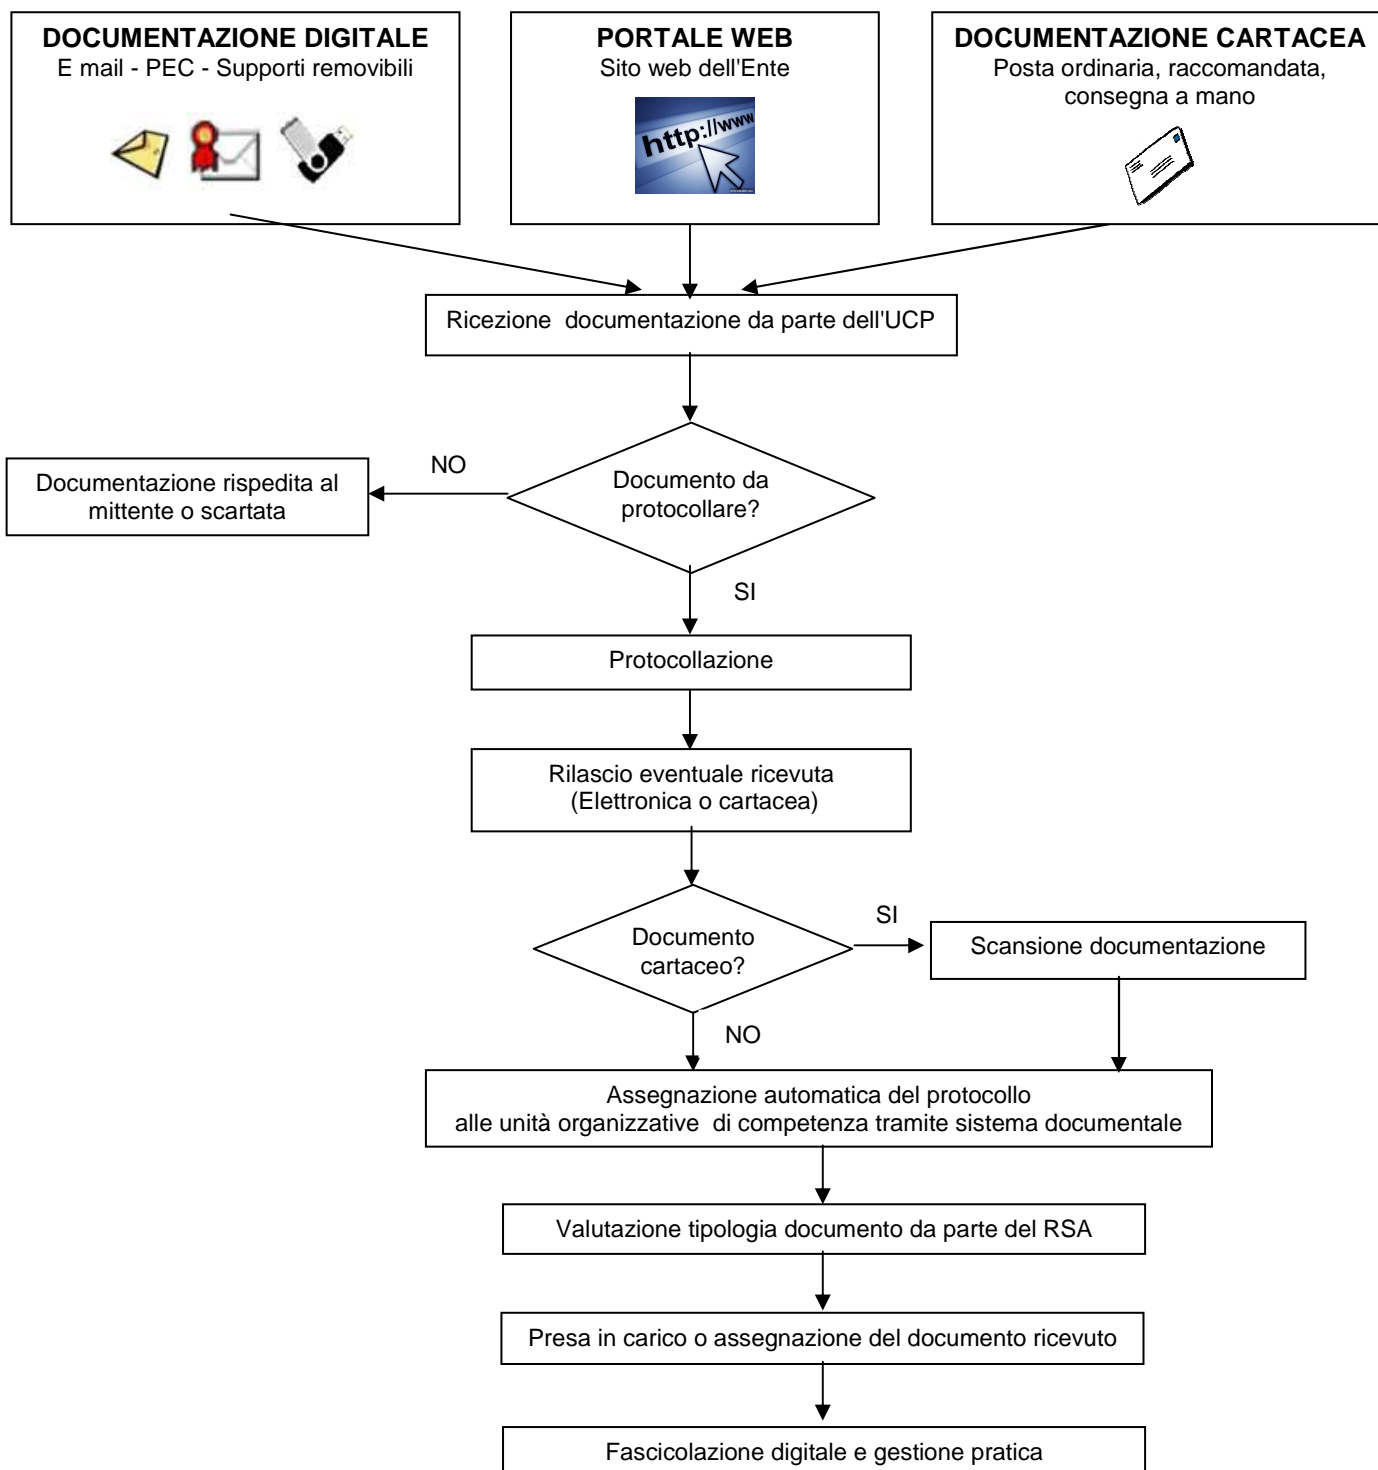 DOCUMENTAZIONE DIGITALE
E mail - PEC - Supporti removibili
PORTALE WEB
Sito web dell'Ente
http://www
DOCUMENTAZIONE CARTACEA
Posta ordinaria, raccomandata,
consegna a mano
Ricezione  documentazione da parte dell'UCP
Documento da
protocollare?
NO
Documentazione rispedita al
mittente o scartata
SI
Protocollazione
Rilascio eventuale ricevuta
(Elettronica o cartacea)
Documento
cartaceo?
SI
Scansione documentazione
NO
Assegnazione automatica del protocollo
alle unità organizzative  di competenza tramite sistema documentale
Valutazione tipologia documento da parte del RSA
Presa in carico o assegnazione del documento ricevuto
Fascicolazione digitale e gestione pratica